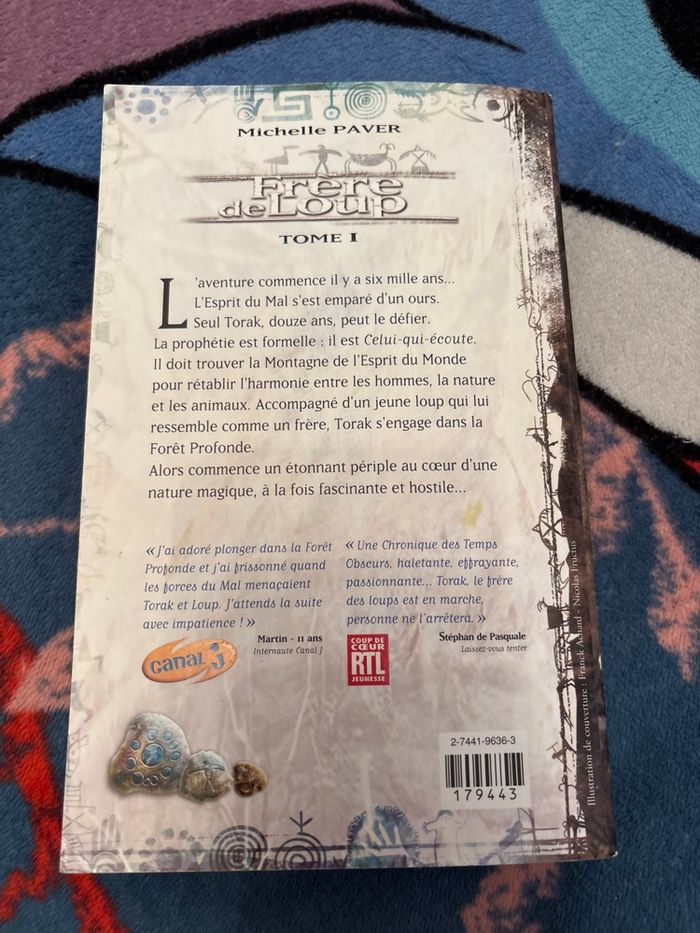 Michelle PAVER
Frère
de Loup
TOME I
L'aventure commence il y a six mille ans...
L'Esprit du Mal s'est emparé d'un ours.
Seul Torak, douze ans, peut le défier.
La prophétie est formelle : il est Celui-qui-écoute.
Il doit trouver la Montagne de l'Esprit du Monde
pour rétablir l'harmonie entre les hommes, la nature
et les animaux. Accompagné d'un jeune loup qui lui
ressemble comme un frère, Torak s'engage dans la
Forêt Profonde.
Alors commence un étonnant périple au cœur d'une
nature magique, à la fois fascinante et hostile...
« J'ai adoré plonger dans la Forêt
Profonde et j'ai frissonné quand
les forces du Mal menaçaient
Torak et Loup. J'attends la suite
avec impatience ! »
Martin - 11 ans
Internaute Canal J
CANAL J
« Une Chronique des Temps
Obscurs, haletante, effrayante,
passionnante... Torak, le frère
des loups est en marche,
personne ne l'arrêtera. »
Stéphan de Pasquale
Laissez-vous tenter
COUP DE
CŒUR
RTL
JEUNESSE
2-7441-9636-3
179443
Illustration de couverture : Franck Achard - Nicolas Fructus